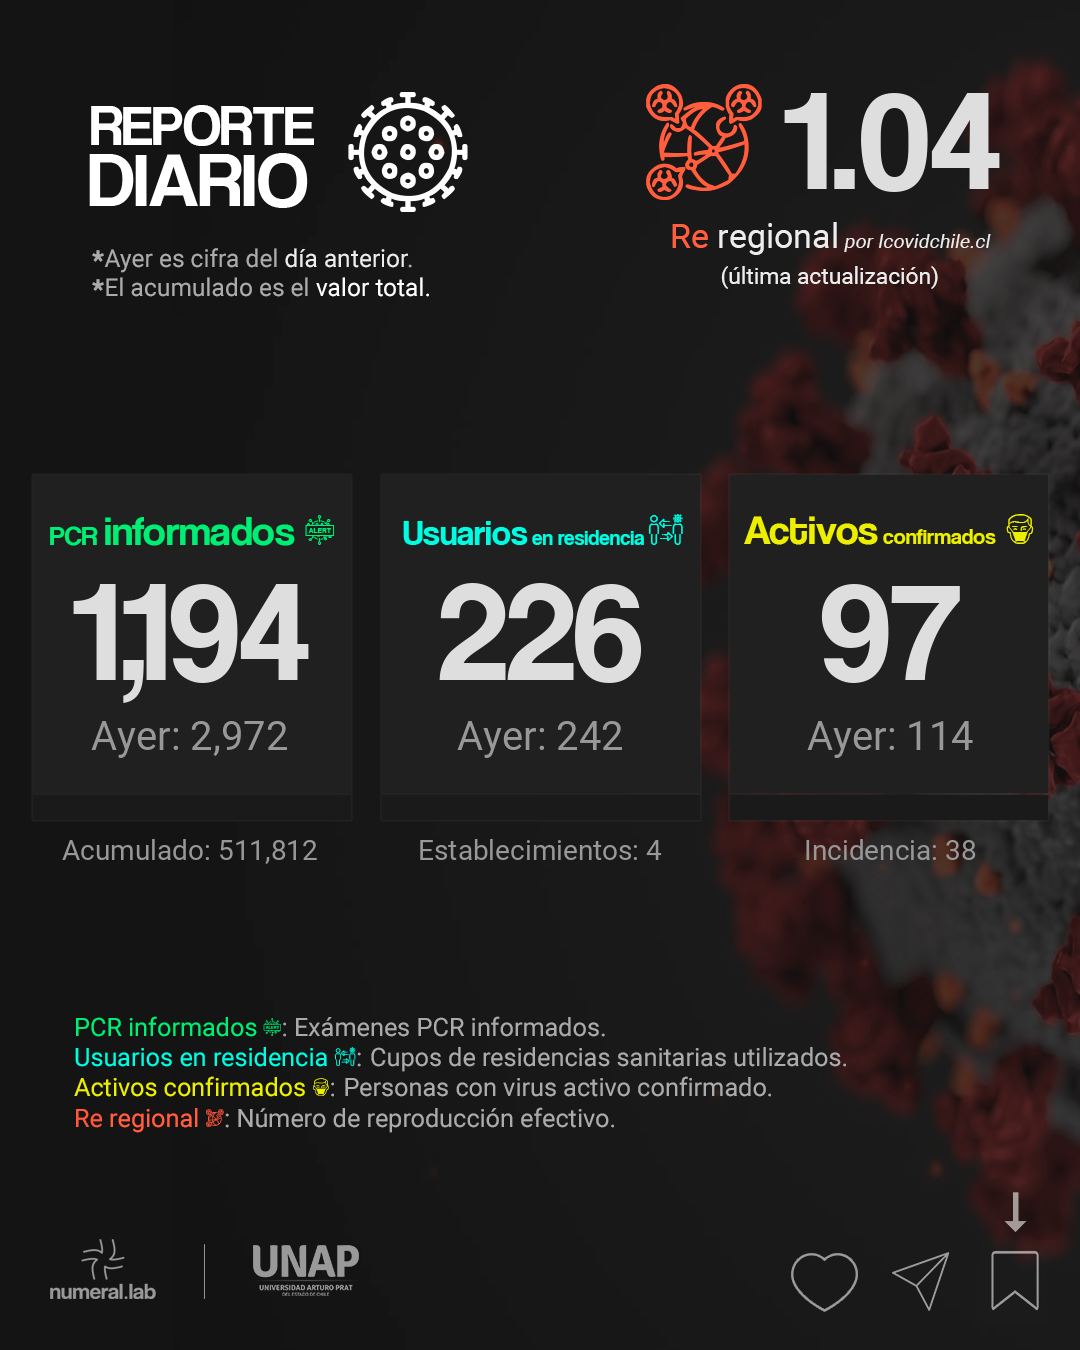 REPORTE
DIARIO
*Ayer es cifra del día anterior.
*El acumulado es el valor total.
1.04
Re regional por Icovidchile.cl
(última actualización)
PCR informados ALERT
1,194
Ayer: 2,972
Acumulado: 511,812
Usuarios en residencia
226
Ayer: 242
Establecimientos: 4
Activos confirmados
97
Ayer: 114
Incidencia: 38
PCR informados ALERT: Exámenes PCR informados.
Usuarios en residencia : Cupos de residencias sanitarias utilizados.
Activos confirmados : Personas con virus activo confirmado.
Re regional : Número de reproducción efectivo.
numeral.lab
UNAP
UNIVERSIDAD ARTURO PRAT
DEL ESTADO DE CHILE